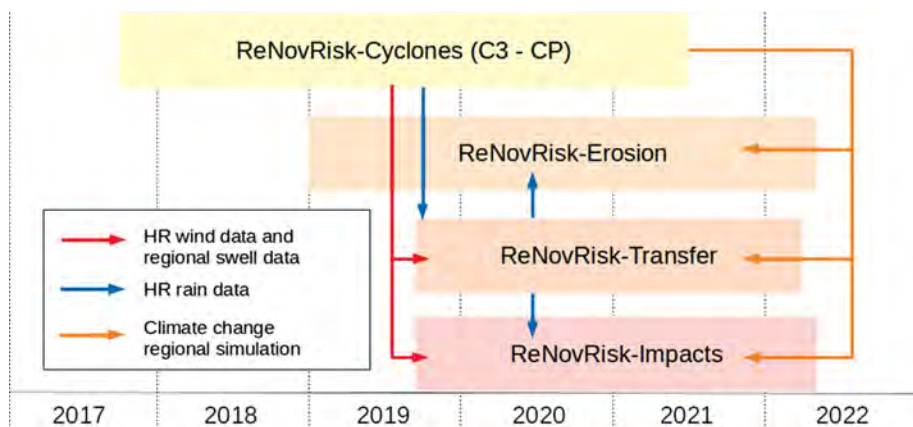 ReNovRisk-Cyclones (C3 - CP)
ReNovRisk-Erosion
HR wind data and
regional swell data
HR rain data
Climate change
regional simulation
ReNovRisk-Transfer
ReNovRisk-Impacts
2017
2018
2019
2020
2021
2022